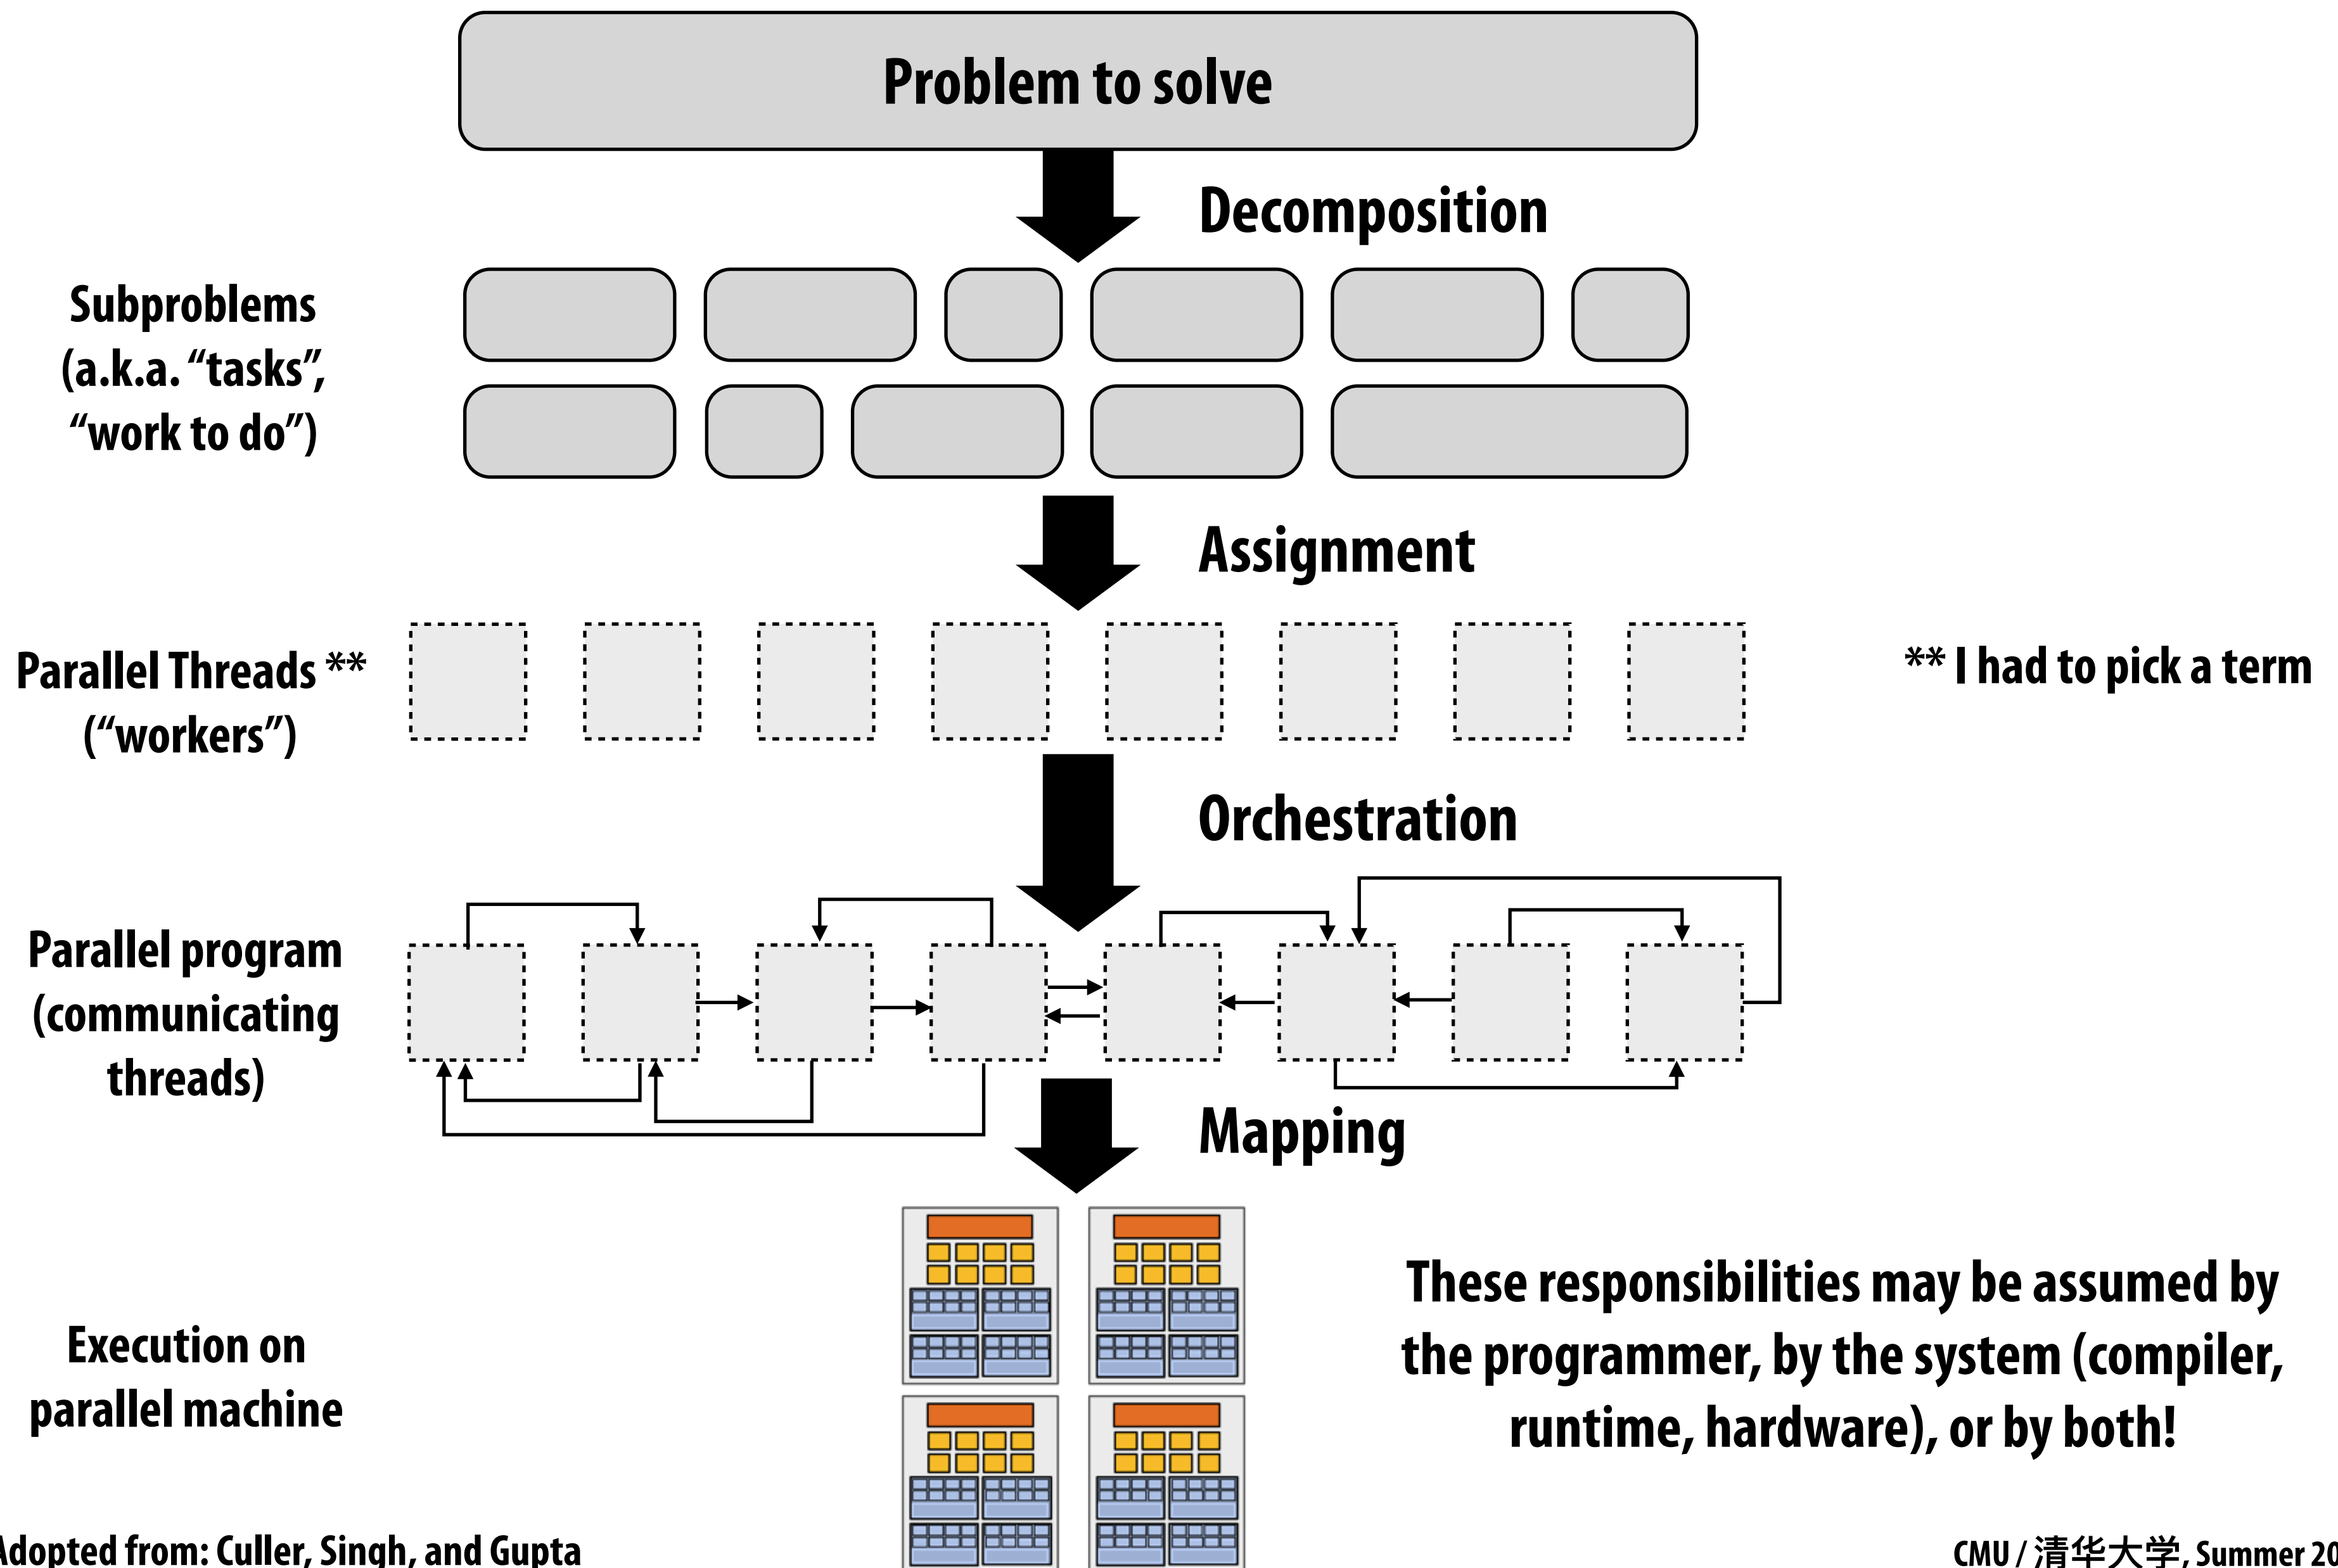 Problem to solve
Decomposition
Subproblems
(a.k.a. “tasks”,
“work to do”)
Assignment
Parallel Threads **
(“workers”)
** I had to pick a term
Orchestration
Parallel program
(communicating
threads)
Mapping
Execution on
parallel machine
These responsibilities may be assumed by
the programmer, by the system (compiler,
runtime, hardware), or by both!
Adopted from: Culler, Singh, and Gupta
CMU / 清华大学, Summer